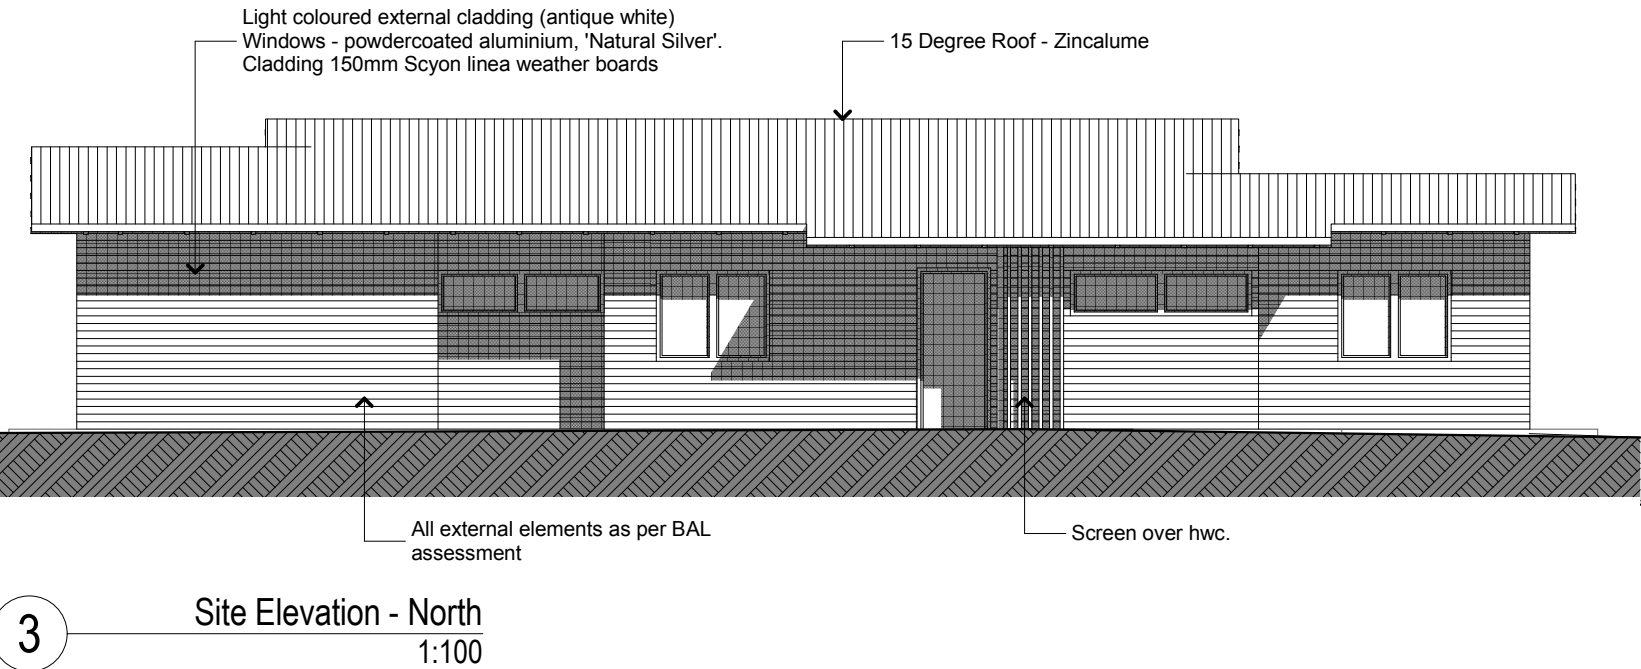 Light coloured external cladding (antique white)
Windows - powdercoated aluminium, 'Natural Silver'.
Cladding 150mm Scyon linea weather boards
15 Degree Roof - Zincalume
All external elements as per BAL
assessment
Screen over hwc.
3
Site Elevation - North
1:100